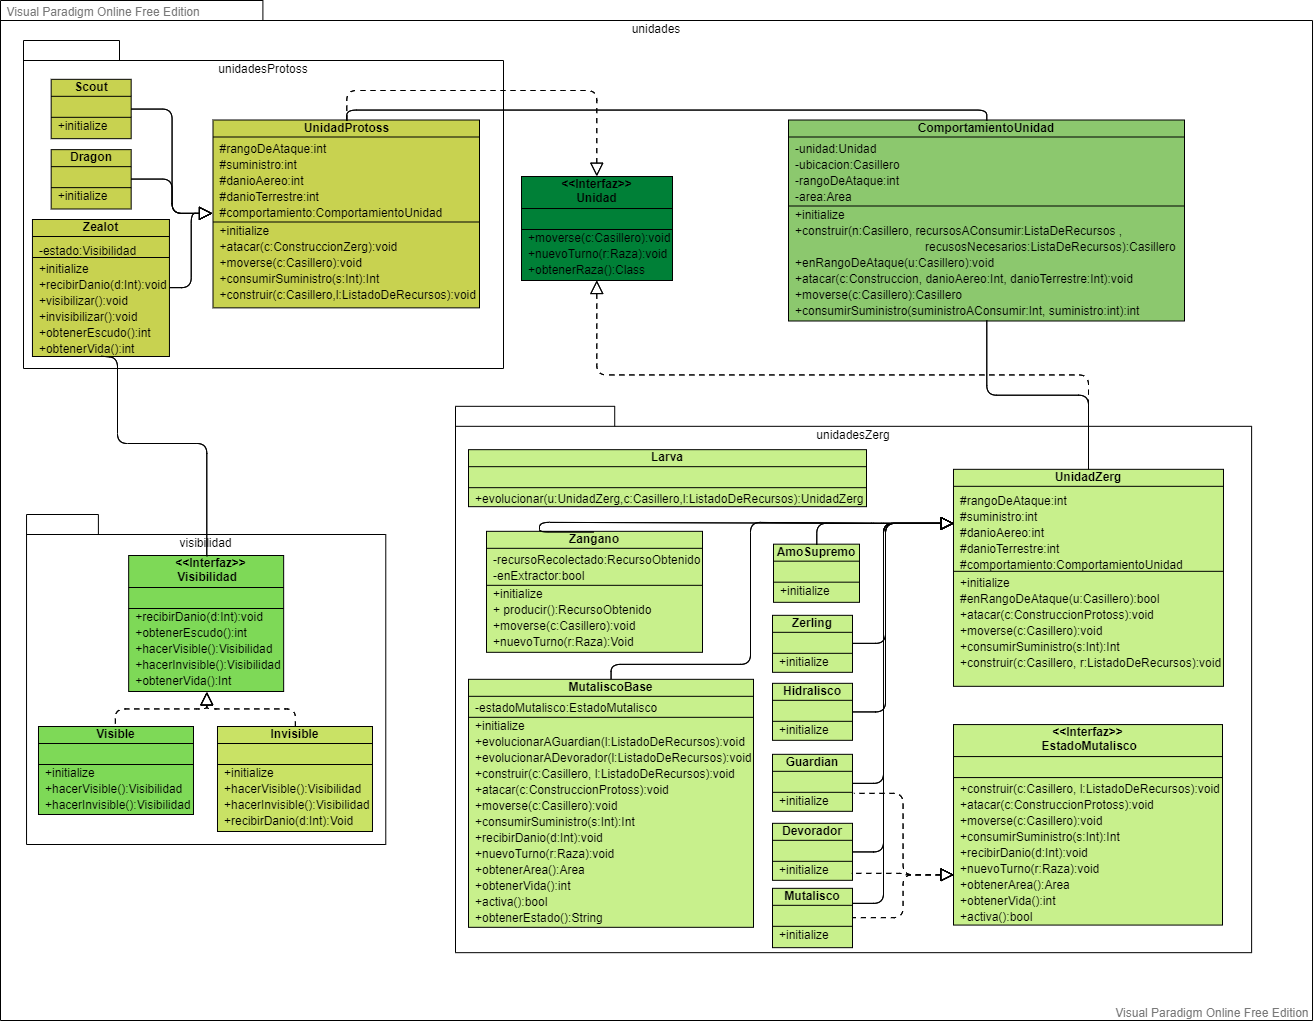 Visual Paradigm Online Free Edition
unidades
unidadesProtoss
Scout
+initialize
Dragon
+initialize
Zealot
-estado:Visibilidad
+initialize
+recibirDanio(d:Int):void
+visibilizar():void
+invisibilizar():void
+obtenerEscudo():int
+obtenerVida():int
UnidadProtoss
#rangoDeAtaque:int
#suministro:int
#danioAereo:int
#danioTerrestre:int
#comportamiento:ComportamientoUnidad
+initialize
+atacar(c:ConstruccionZerg):void
+moverse(c:Casillero):void
+consumirSuministro(s:Int):Int
+construir(c:Casillero,l:ListadoDeRecursos):void
<<Interfaz>>
Unidad
+moverse(c:Casillero):void
+nuevoTurno(r:Raza):void
+obtenerRaza():Class
ComportamientoUnidad
-unidad:Unidad
-ubicacion:Casillero
-rangoDeAtaque:int
-area:Area
+initialize
+construir(n:Casillero, recursosAConsumir:ListaDeRecursos ,
recusosNecesarios:ListaDeRecursos):Casillero
+enRangoDeAtaque(u:Casillero):void
+atacar(c:Construccion, danioAereo:Int, danioTerrestre:Int):void
+moverse(c:Casillero):Casillero
+consumirSuministro(suministroAConsumir:Int, suministro:int):int
visibilidad
<<Interfaz>>
Visibilidad
+recibirDanio(d:Int):void
+obtenerEscudo():int
+hacerVisible():Visibilidad
+hacerInvisible():Visibilidad
+obtenerVida():Int
Visible
+initialize
+hacerVisible():Visibilidad
+hacerInvisible():Visibilidad
Invisible
+initialize
+hacerVisible():Visibilidad
+hacerInvisible():Visibilidad
+recibirDanio(d:Int):Void
unidadesZerg
Larva
+evolucionar(u:UnidadZerg,c:Casillero,l:ListadoDeRecursos):UnidadZerg
Zangano
-recursoRecolectado:RecursoObtenido
-enExtractor:bool
+initialize
+ producir():RecursoObtenido
+moverse(c:Casillero):void
+nuevoTurno(r:Raza):Void
MutaliscoBase
-estadoMutalisco:EstadoMutalisco
+initialize
+evolucionarAGuardian(l:ListadoDeRecursos):void
+evolucionarADevorador(l:ListadoDeRecursos):void
+construir(c:Casillero, l:ListadoDeRecursos):void
+atacar(c:ConstruccionProtoss):void
+moverse(c:Casillero):void
+consumirSuministro(s:Int):Int
+recibirDanio(d:Int):void
+nuevoTurno(r:Raza):void
+obtenerArea():Area
+obtenerVida():int
+activa():bool
+obtenerEstado():String
AmoSupremo
+initialize
Zerling
+initialize
Hidralisco
+initialize
Guardian
+initialize
Devorador
+initialize
Mutalisco
+initialize
UnidadZerg
#rangoDeAtaque:int
#suministro:int
#danioAereo:int
#danioTerrestre:int
#comportamiento:ComportamientoUnidad
+initialize
#enRangoDeAtaque(u:Casillero):bool
+atacar(c:ConstruccionProtoss):void
+moverse(c:Casillero):void
+consumirSuministro(s:Int):Int
+construir(c:Casillero, r:ListadoDeRecursos):void
<<Interfaz>>
EstadoMutalisco
+construir(c:Casillero, l:ListadoDeRecursos):void
+atacar(c:ConstruccionProtoss):void
+moverse(c:Casillero):void
+consumirSuministro(s:Int):Int
+recibirDanio(d:Int):void
+nuevoTurno(r:Raza):void
+obtenerArea():Area
+obtenerVida():int
+activa():bool
Visual Paradigm Online Free Edition